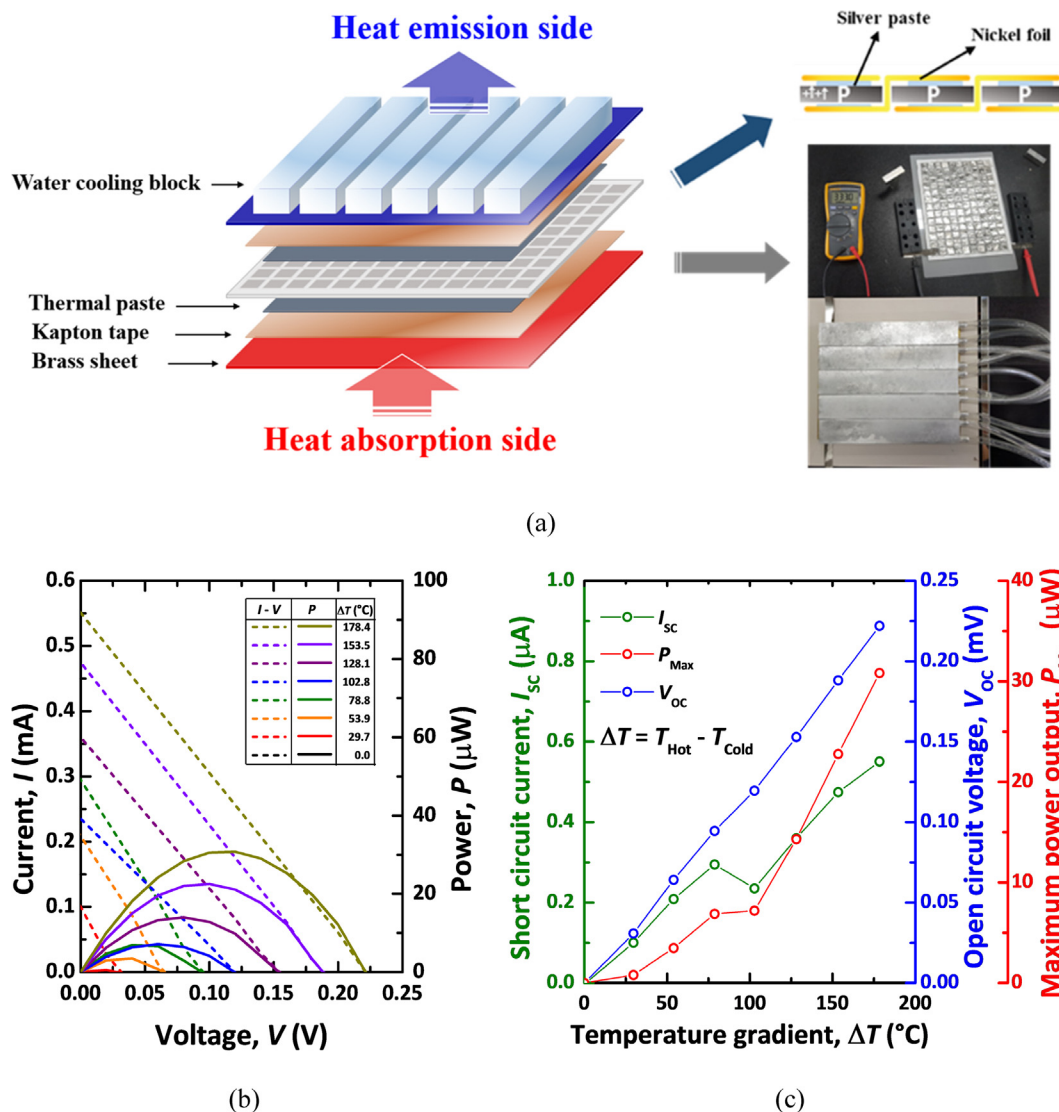 Heat emission side
Silver paste
Nickel foil
P
P
P
Water cooling block
Thermal paste
Kapton tape
Brass sheet
Heat absorption side
(a)
0.6
0.5
0.4
0.3
0.2
0.1
0.0
Current, I (mA)
I - V P ΔT (°C)
178.4
153.5
128.1
102.8
78.8
53.9
29.7
0.0
100
80
60
40
20
0
Power, P (μW)
0.00 0.05 0.10 0.15 0.20 0.25
Voltage, V (V)
(b)
1.0
0.8
0.6
0.4
0.2
0.0
Short circuit current, I_SC (μA)
I_SC
P_Max
V_OC
ΔT = T_Hot - T_Cold
0.25
0.20
0.15
0.10
0.05
0.00
Open circuit voltage, V_OC (mV)
40
30
20
10
0
Maximum power output, P (μW)
0 50 100 150 200
Temperature gradient, ΔT (°C)
(c)